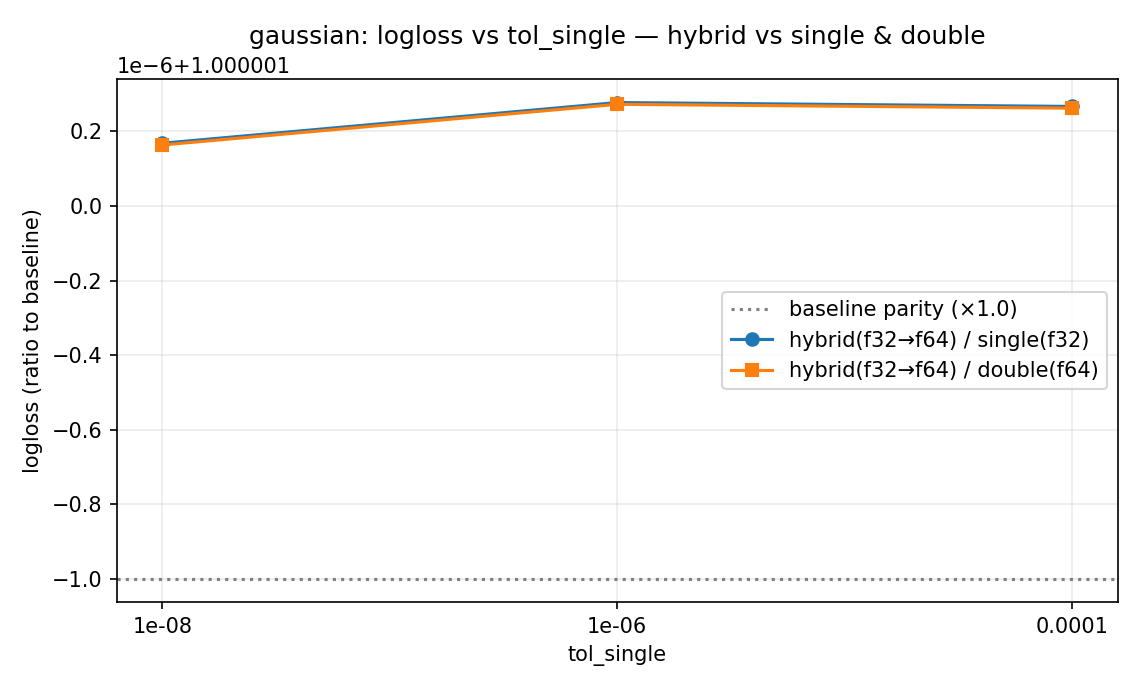 gaussian: logloss vs tol_single — hybrid vs single & double
1e−6+1.000001
0.2
0.0
−0.2
−0.4
−0.6
−0.8
−1.0
logloss (ratio to baseline)
baseline parity (×1.0)
hybrid(f32→f64) / single(f32)
hybrid(f32→f64) / double(f64)
1e-08
1e-06
0.0001
tol_single